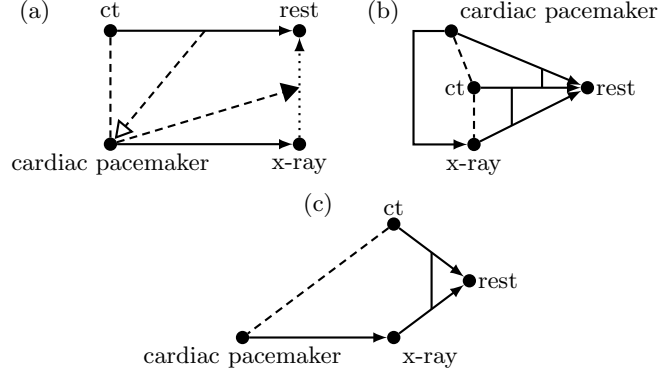 (a)
ct
rest
cardiac pacemaker
x-ray
(b)
cardiac pacemaker
ct
rest
x-ray
(c)
ct
rest
cardiac pacemaker
x-ray